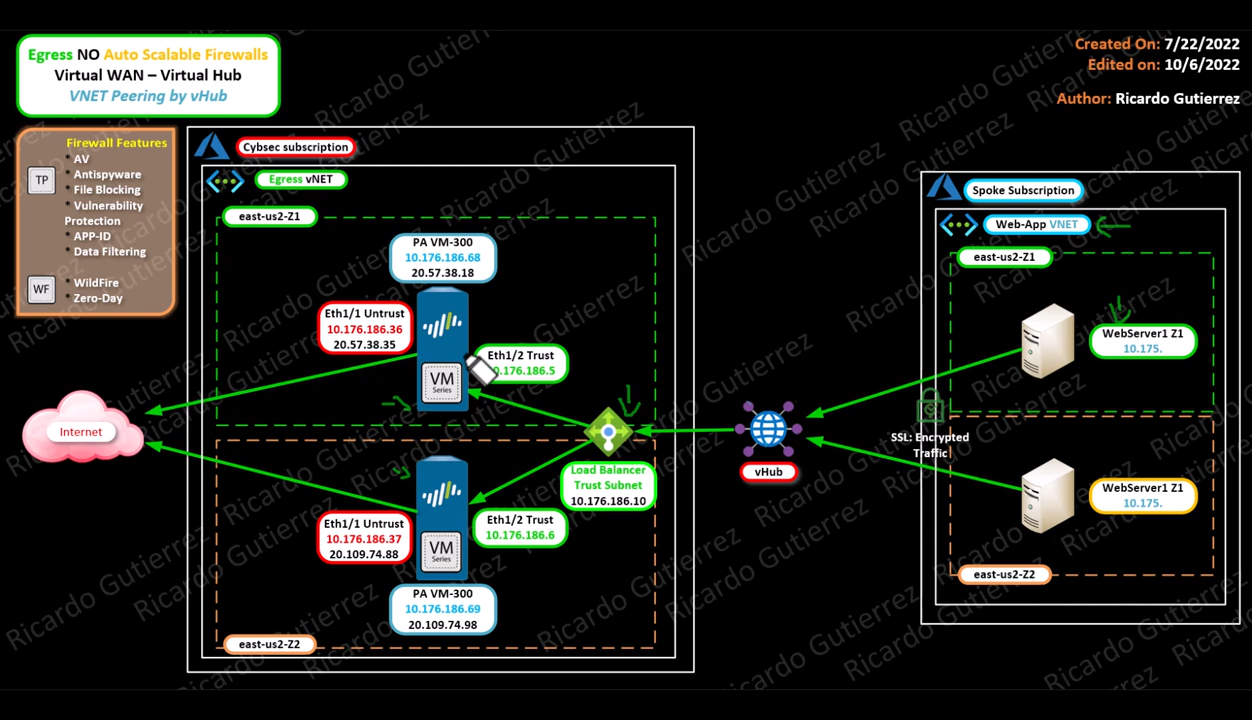 Egress NO Auto Scalable Firewalls
Virtual WAN – Virtual Hub
VNET Peering by vHub
Created On: 7/22/2022
Edited on: 10/6/2022
Author: Ricardo Gutierrez
Firewall Features
TP
* AV
* Antispyware
* File Blocking
* Vulnerability
Protection
* APP-ID
* Data Filtering
WF
* WildFire
* Zero-Day
Cybsec subscription
Egress vNET
east-us2-Z1
PA VM-300
10.176.186.68
20.57.38.18
Eth1/1 Untrust
10.176.186.36
20.57.38.35
VM
Series
Eth1/2 Trust
0.176.186.5
Internet
Load Balancer
Trust Subnet
10.176.186.10
Eth1/1 Untrust
10.176.186.37
20.109.74.88
VM
Series
Eth1/2 Trust
10.176.186.6
PA VM-300
10.176.186.69
20.109.74.98
east-us2-Z2
vHub
SSL: Encrypted
Traffic
Spoke Subscription
Web-App VNET
east-us2-Z1
WebServer1 Z1
10.175.
WebServer1 Z1
10.175.
east-us2-Z2
Ricardo Gutierrez